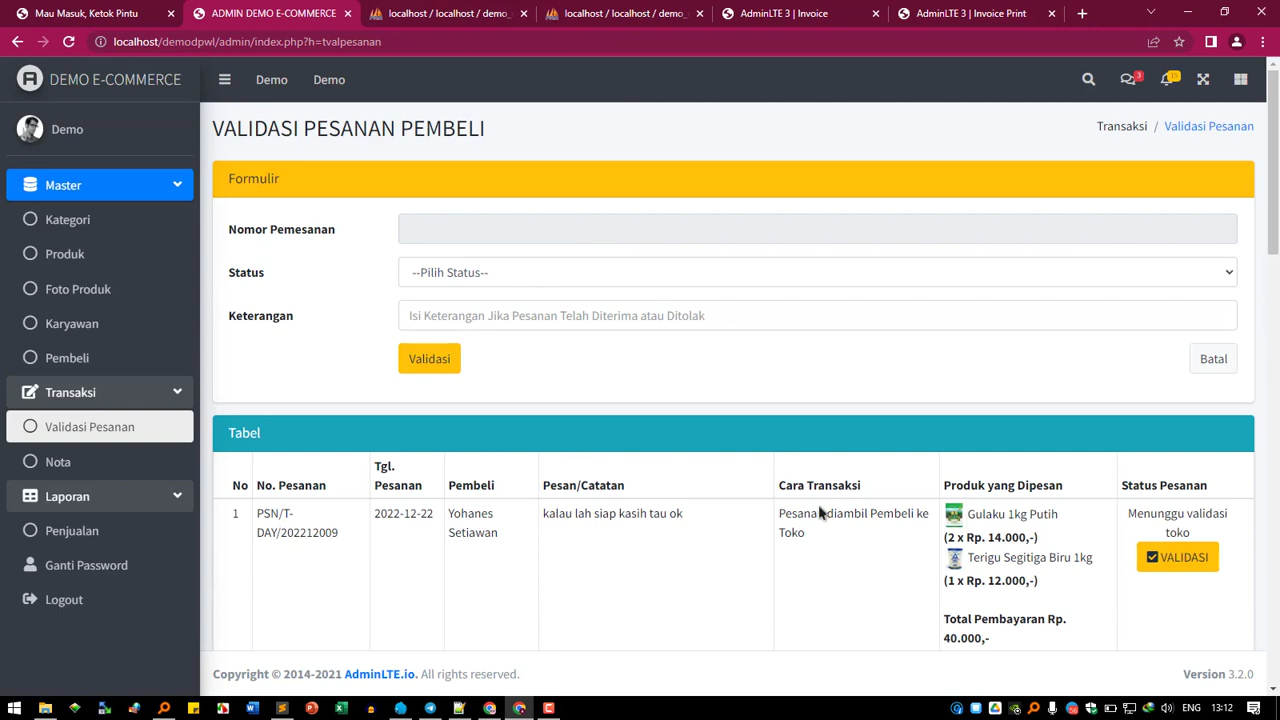 Mau Masuk, Ketok Pintu
ADMIN DEMO E-COMMERCE
localhost / localhost / demo_
localhost / localhost / demo_
AdminLTE 3 | Invoice
AdminLTE 3 | Invoice Print
localhost/demodpwl/admin/index.php?h=tvalpesanan
DEMO E-COMMERCE
Demo
Demo
3
15
Demo
Master
Kategori
Produk
Foto Produk
Karyawan
Pembeli
Transaksi
Validasi Pesanan
Nota
Laporan
Penjualan
Ganti Password
Logout
VALIDASI PESANAN PEMBELI
Transaksi / Validasi Pesanan
Formulir
Nomor Pemesanan
Status
--Pilih Status--
Keterangan
Isi Keterangan Jika Pesanan Telah Diterima atau Ditolak
Validasi
Batal
Tabel
No
No. Pesanan
Tgl.
Pesanan
Pembeli
Pesan/Catatan
Cara Transaksi
Produk yang Dipesan
Status Pesanan
1
PSN/T-
DAY/202212009
2022-12-22
Yohanes
Setiawan
kalau lah siap kasih tau ok
Pesanan diambil Pembeli ke
Toko
Gulaku 1kg Putih
(2 x Rp. 14.000,-)
Terigu Segitiga Biru 1kg
(1 x Rp. 12.000,-)
Total Pembayaran Rp.
40.000,-
Menunggu validasi
toko
VALIDASI
Copyright © 2014-2021 AdminLTE.io. All rights reserved.
Version 3.2.0
ENG
13:12